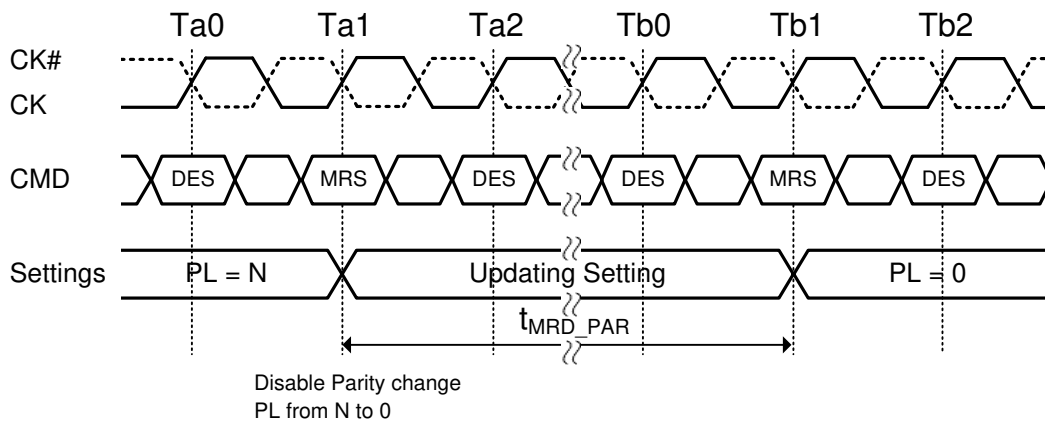 Ta0 Ta1 Ta2 Tb0 Tb1 Tb2
CK#
CK
CMD DES MRS DES DES MRS DES
Settings PL = N Updating Setting PL = 0
tMRD_PAR
Disable Parity change
PL from N to 0